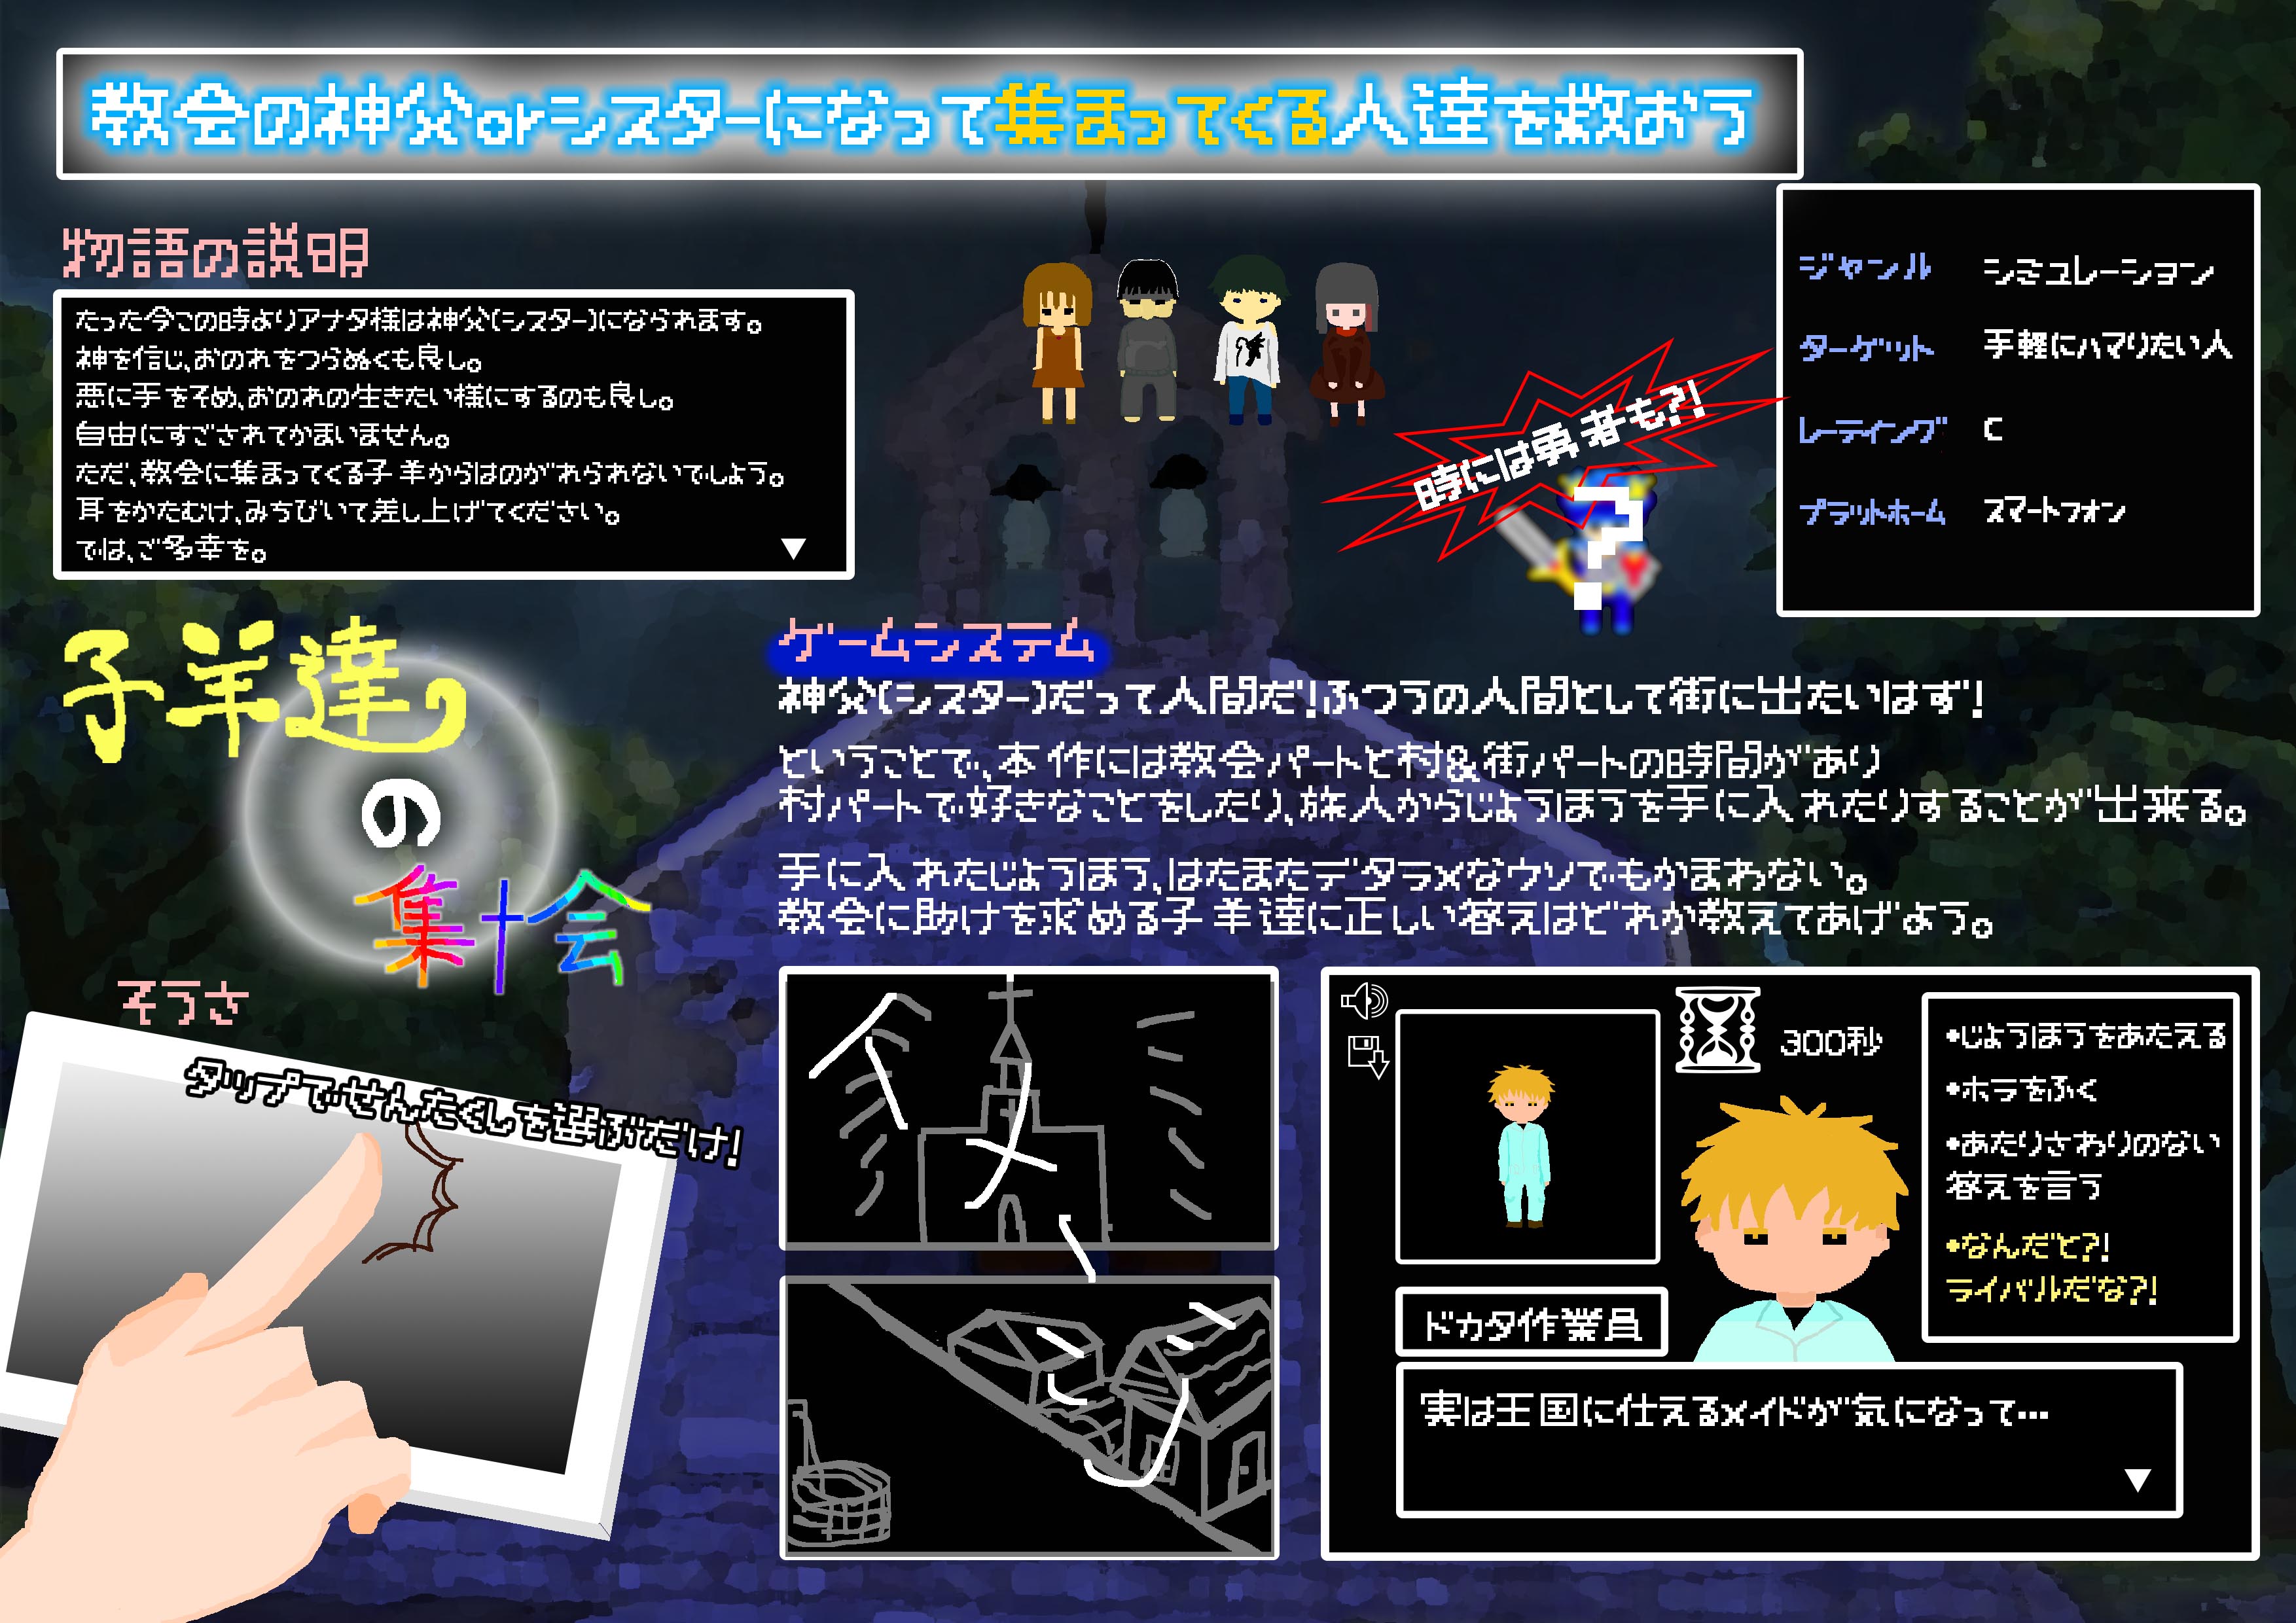 教会の神父orシスターになって集まってくる人達を救おう
物語の説明
たった今この時よりアナタ様は神父(シスター)になられます。
神を信じ、おのれをつらぬくも良し。
悪に手をそめ、おのれの生きたい様にするのも良し。
自由にすごされてかまいません。
ただ、教会に集まってくる子羊からはのがれられないでしょう。
耳をかたむけ、みちびいて差し上げてください。
では、ご多幸を。
▼
時には勇者も?!
?
ジャンル シミュレーション
ターゲット 手軽にハマりたい人
レーティング C
プラットホーム スマートフォン
子羊達
の
集十会
ゲームシステム
神父(シスター)だって人間だ!ふつうの人間として街に出たいはず!
ということで、本作には教会パートと村&街パートの時間があり
村パートで好きなことをしたり、旅人からじょうほうを手に入れたりすることが出来る。
手に入れたじょうほう、はたまたデタラメなウソでもかまわない。
教会に助けを求める子羊達に正しい答えはどれか教えてあげよう。
そうさ
タップでせんたくしを選ぶだけ!
イメージ
300秒
•じょうほうをあたえる
•ホラをふく
•あたりさわりのない
答えを言う
•なんだと?!
ライバルだな?!
ドカタ作業員
実は王国に仕えるメイドが気になって…
▼